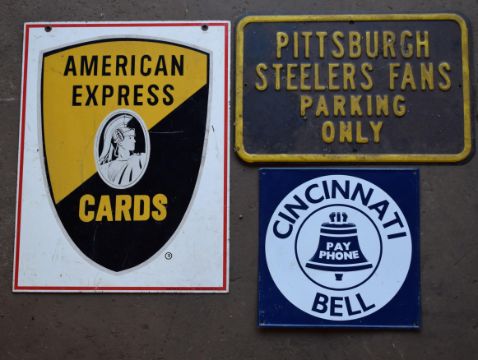 AMERICAN
EXPRESS
CARDS
PITTSBURGH
STEELERS FANS
PARKING
ONLY
CINCINNATI
PAY
PHONE
BELL